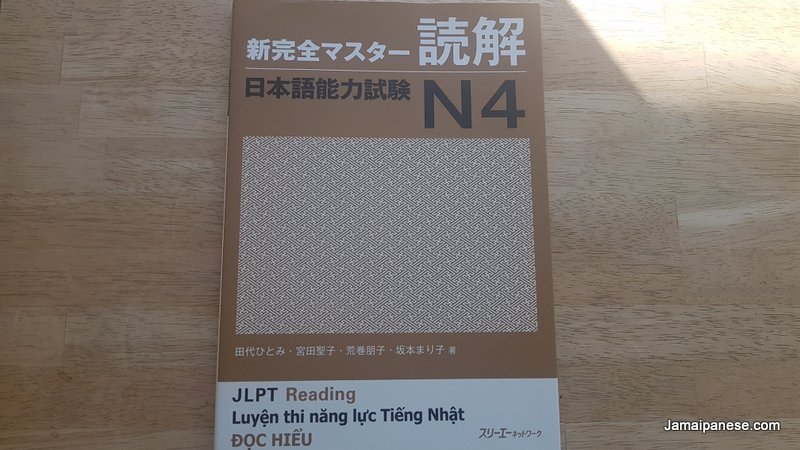 新完全マスター 読解
日本語能力試験 N4
田代ひとみ・宮田聖子・荒巻朋子・坂本まり子 著
JLPT Reading
Luyện thi năng lực Tiếng Nhật
ĐỌC HIỂU
スリーエーネットワーク
Jamaipanese.com